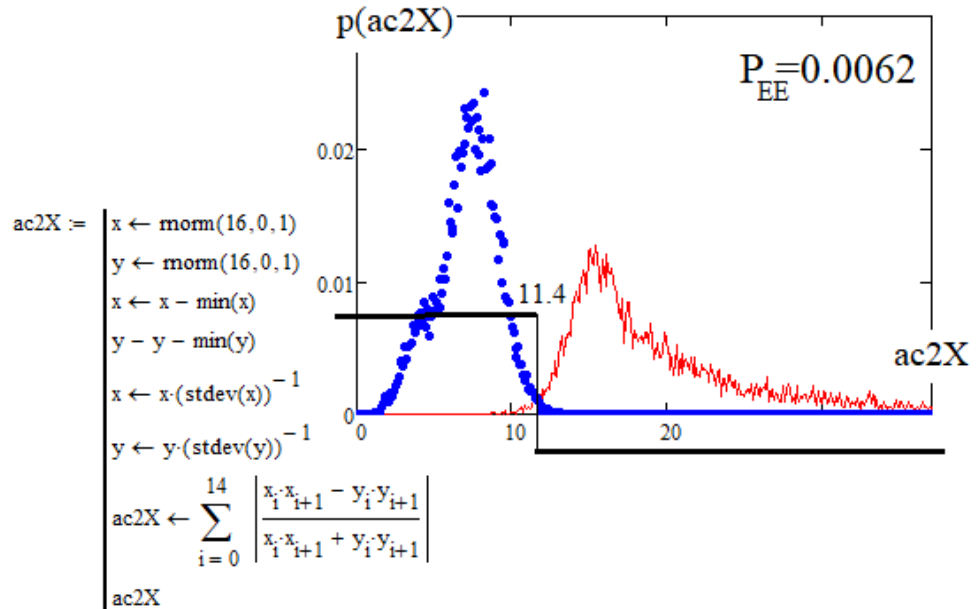 p(ac2X)
P_EE=0.0062
0.02
0.01
0
0
10
20
11.4
ac2X
ac2X :=
x ← rnorm(16,0,1)
y ← rnorm(16,0,1)
x ← x − min(x)
y − y − min(y)
x ← x·(stdev(x))^−1
y ← y·(stdev(y))^−1
ac2X ← ∑_{i = 0}^{14} |(x_i·x_{i+1} − y_i·y_{i+1})/(x_i·x_{i+1} + y_i·y_{i+1})|
ac2X